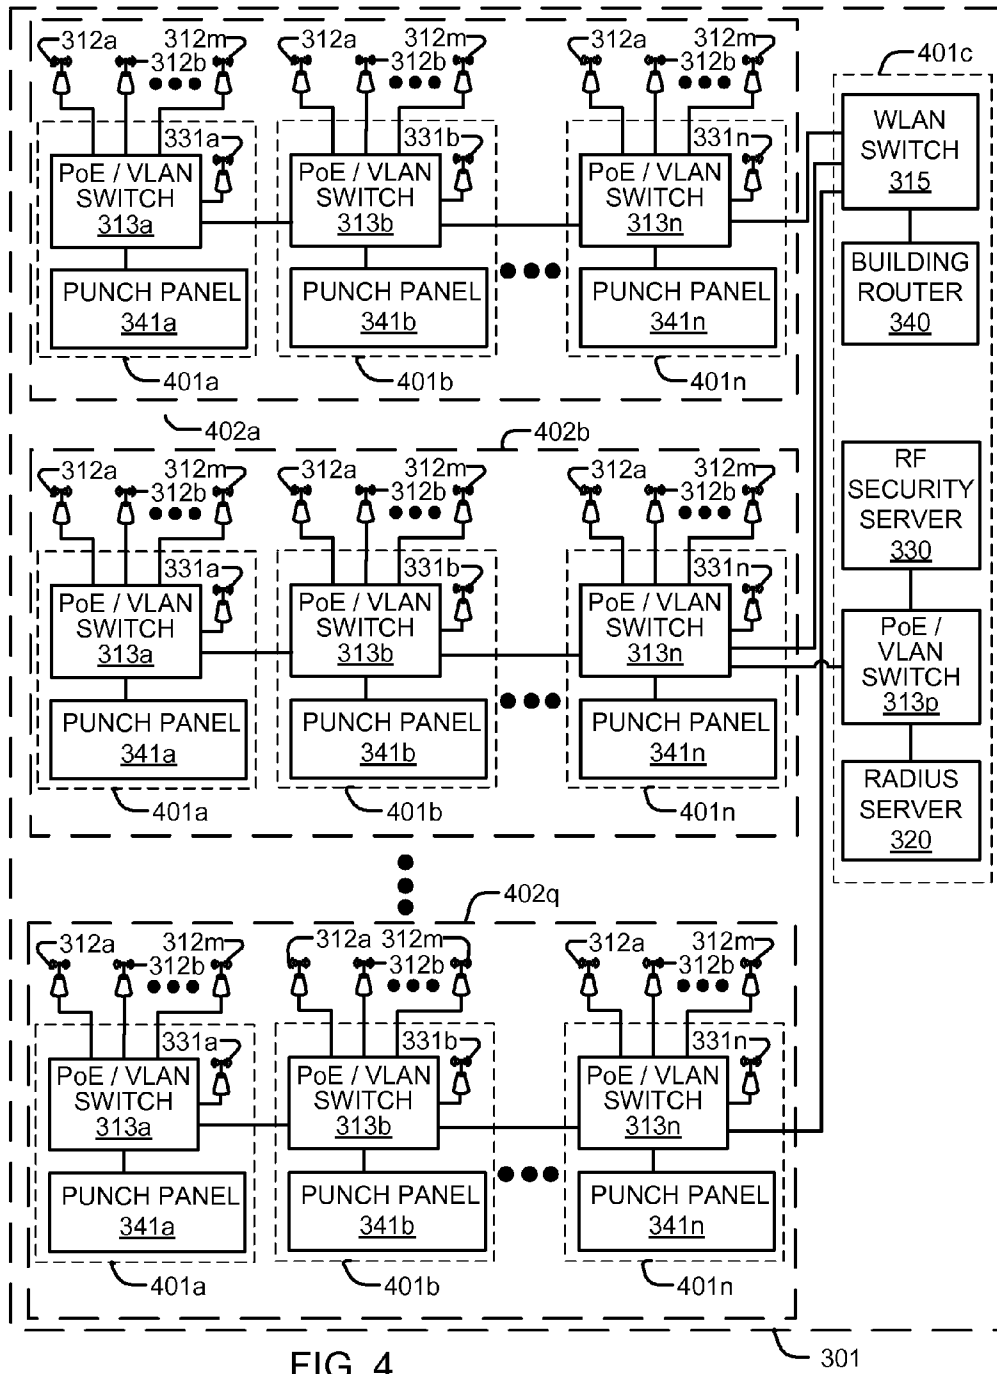 312a 312m 312a 312m 312a 312m
312b 312b 312b
401c
331a 331b 331n
WLAN
SWITCH
315
PoE / VLAN
SWITCH
313a
PoE / VLAN
SWITCH
313b
PoE / VLAN
SWITCH
313n
BUILDING
ROUTER
340
PUNCH PANEL
341a
PUNCH PANEL
341b
PUNCH PANEL
341n
401a 401b 401n
402a 402b
312a 312m 312a 312m 312a 312m
312b 312b 312b
RF
SECURITY
SERVER
330
331a 331b 331n
PoE / VLAN
SWITCH
313a
PoE / VLAN
SWITCH
313b
PoE / VLAN
SWITCH
313n
PoE /
VLAN
SWITCH
313p
PUNCH PANEL
341a
PUNCH PANEL
341b
PUNCH PANEL
341n
RADIUS
SERVER
320
401a 401b 401n
402q
312a 312m 312a 312m 312a 312m
312b 312b 312b
331a 331b 331n
PoE / VLAN
SWITCH
313a
PoE / VLAN
SWITCH
313b
PoE / VLAN
SWITCH
313n
PUNCH PANEL
341a
PUNCH PANEL
341b
PUNCH PANEL
341n
401a 401b 401n
301
FIG. 4